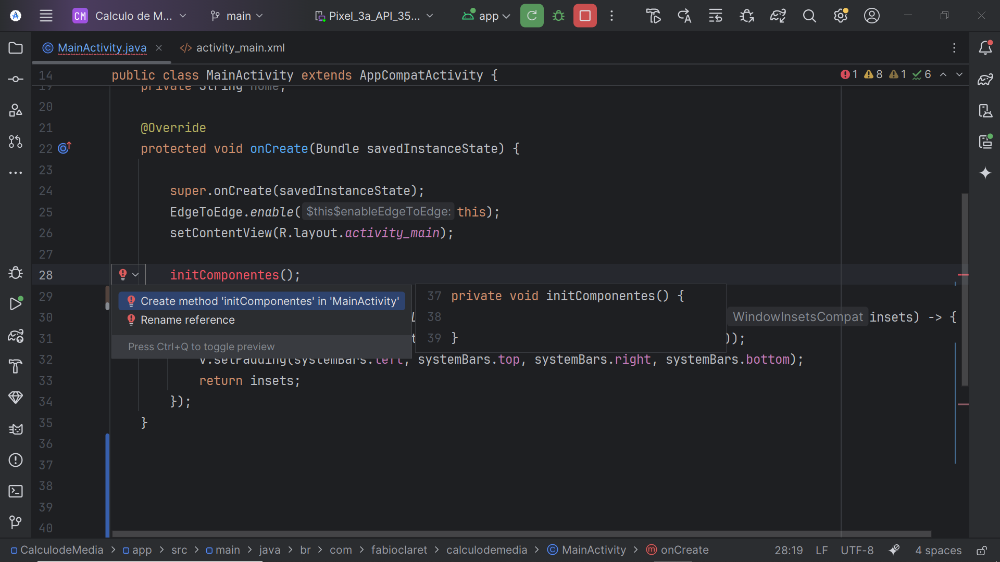 CM Calculo de M... main Pixel_3a_API_35... app
MainActivity.java activity_main.xml
14 public class MainActivity extends AppCompatActivity { 1 8 1 6
19 private String nome;
20
21 @Override
22 protected void onCreate(Bundle savedInstanceState) {
23
24 super.onCreate(savedInstanceState);
25 EdgeToEdge.enable( $this$enableEdgeToEdge: this);
26 setContentView(R.layout.activity_main);
27
28 initComponentes();
29
Create method 'initComponentes' in 'MainActivity'
Rename reference
Press Ctrl+Q to toggle preview
37 private void initComponentes() {
38
39 }
30 WindowInsetsCompat insets) -> {
31 ));
32 v.setPadding(systemBars.left, systemBars.top, systemBars.right, systemBars.bottom);
33 return insets;
34 });
35 }
36
37
38
39
40
CalculodeMedia > app > src > main > java > br > com > fabioclaret > calculodemedia > MainActivity > onCreate 28:19 LF UTF-8 4 spaces